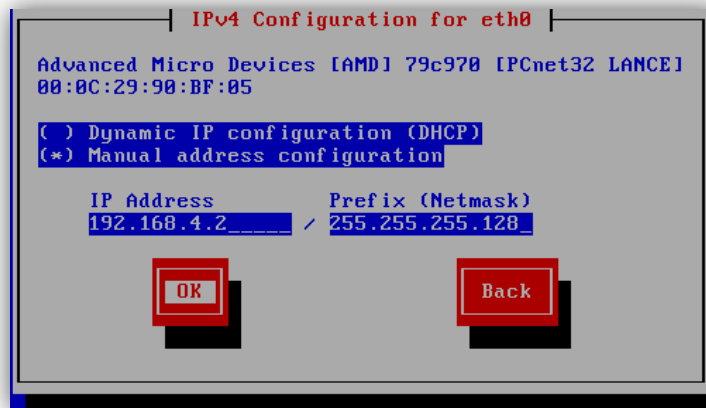 IPv4 Configuration for eth0
Advanced Micro Devices [AMD] 79c970 [PCnet32 LANCE]
00:0C:29:90:BF:05
( ) Dynamic IP configuration (DHCP)
(*) Manual address configuration
IP Address Prefix (Netmask)
192.168.4.2_____ / 255.255.255.128_
OK Back